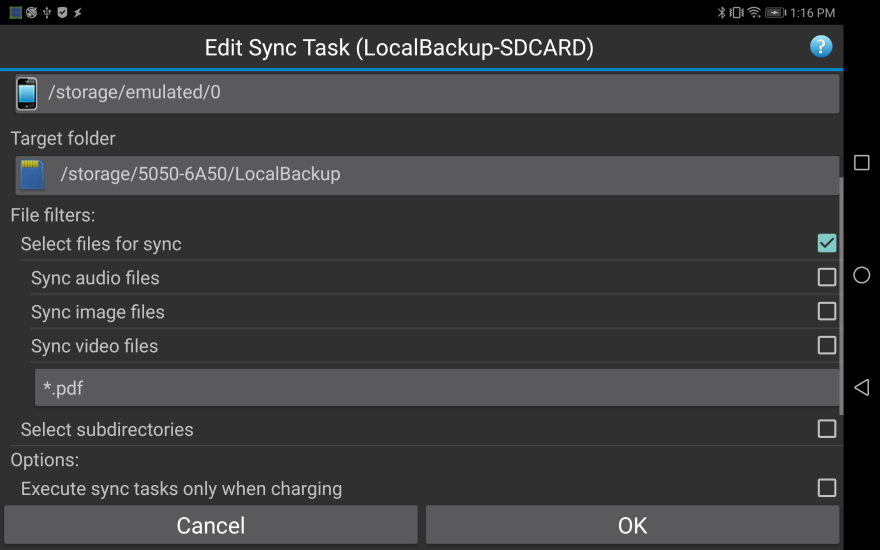 1:16 PM
Edit Sync Task (LocalBackup-SDCARD)
?
/storage/emulated/0
Target folder
/storage/5050-6A50/LocalBackup
File filters:
Select files for sync
Sync audio files
Sync image files
Sync video files
*.pdf
Select subdirectories
Options:
Execute sync tasks only when charging
Cancel
OK